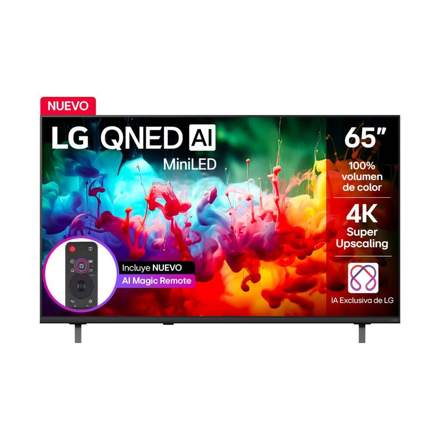 NUEVO
LG QNED AI
MiniLED
65"
100%
volumen
de color
4K
Super
Upscaling
IA Exclusiva de LG
Incluye NUEVO
AI Magic Remote